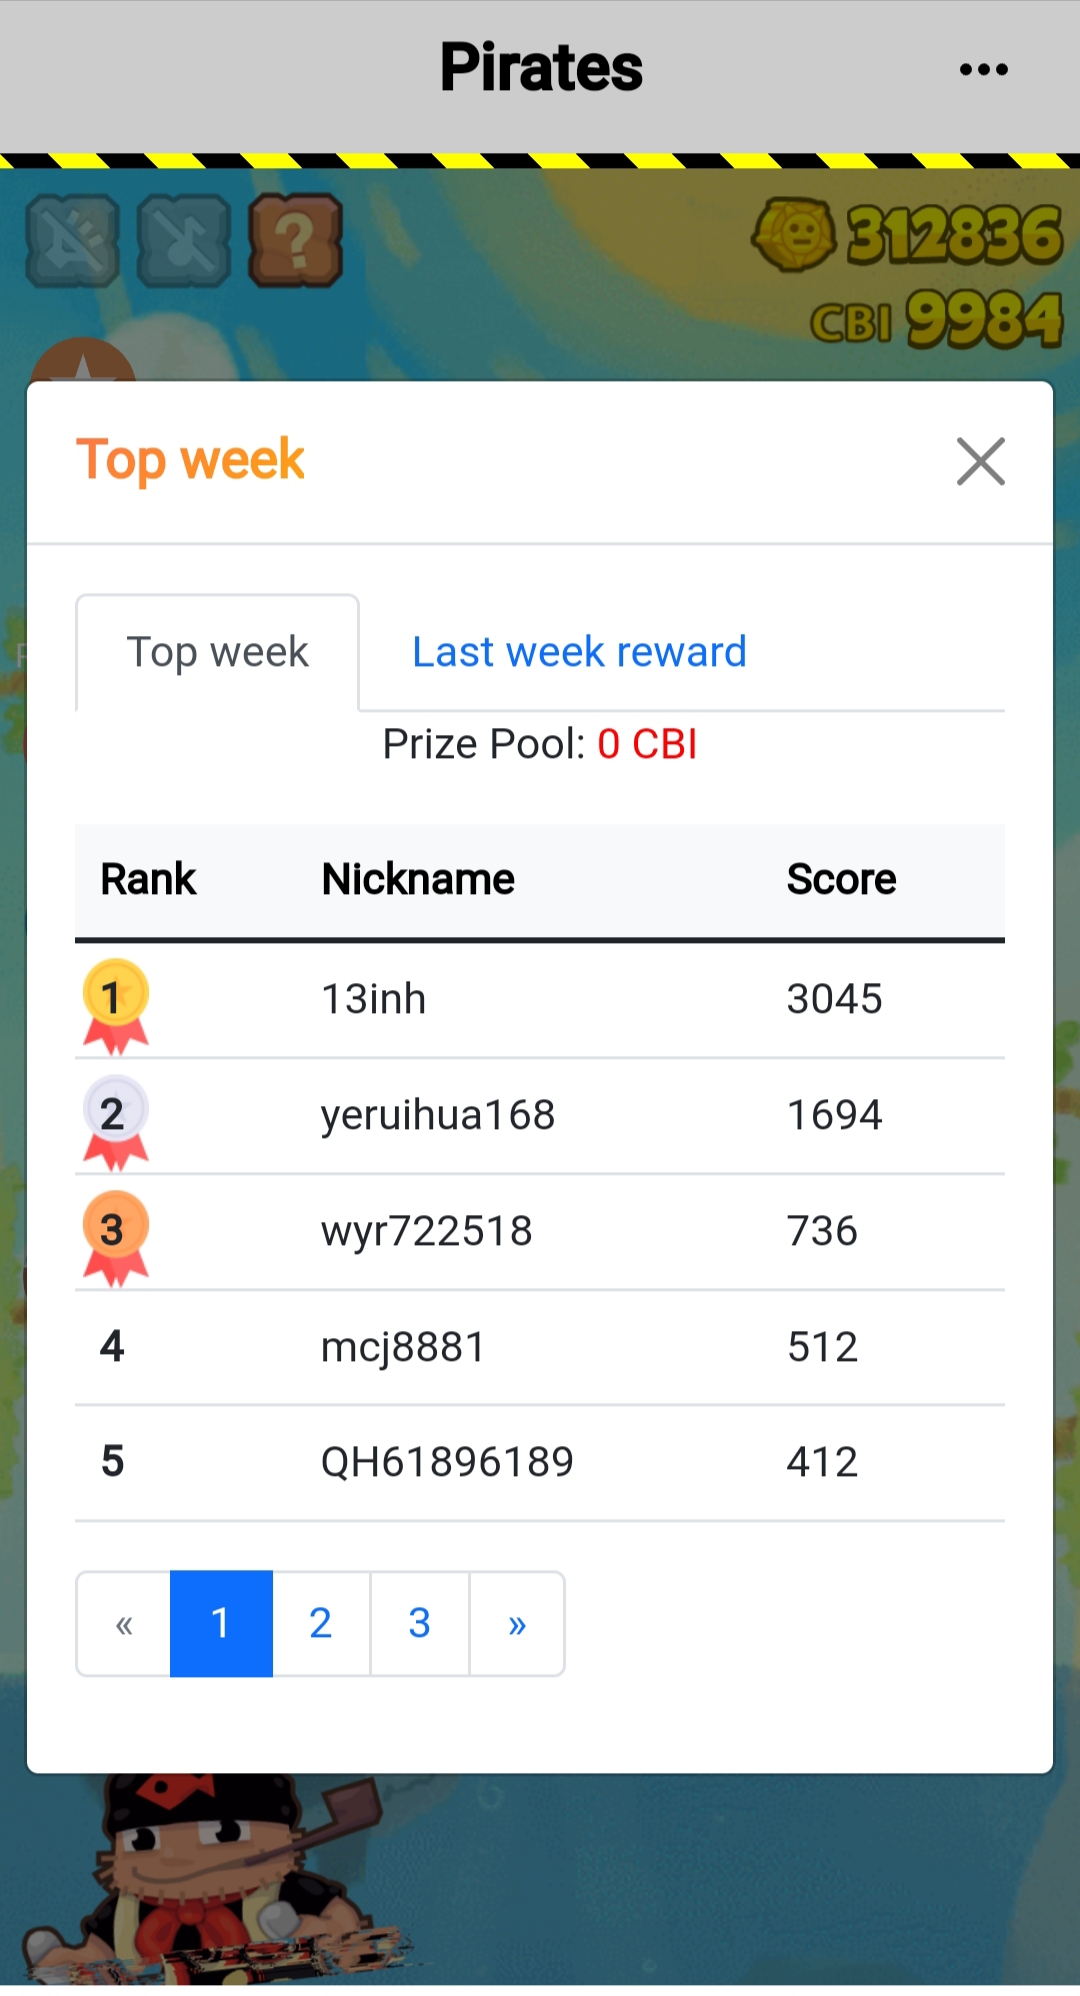 Pirates
?
312836
CBI 9984
Top week
Top week
Last week reward
Prize Pool: 0 CBI
Rank Nickname Score
1 13inh 3045
2 yeruihua168 1694
3 wyr722518 736
4 mcj8881 512
5 QH61896189 412
« 1 2 3 »